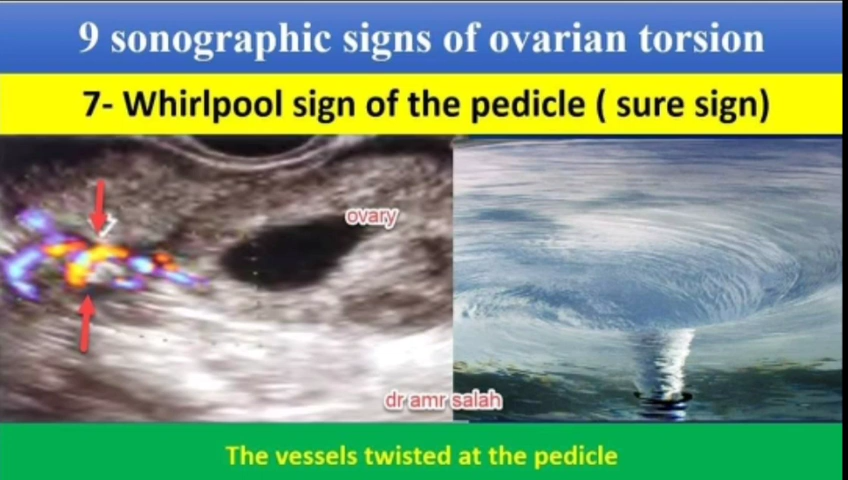 9 sonographic signs of ovarian torsion
7- Whirlpool sign of the pedicle ( sure sign)
ovary
dr amr salah
The vessels twisted at the pedicle